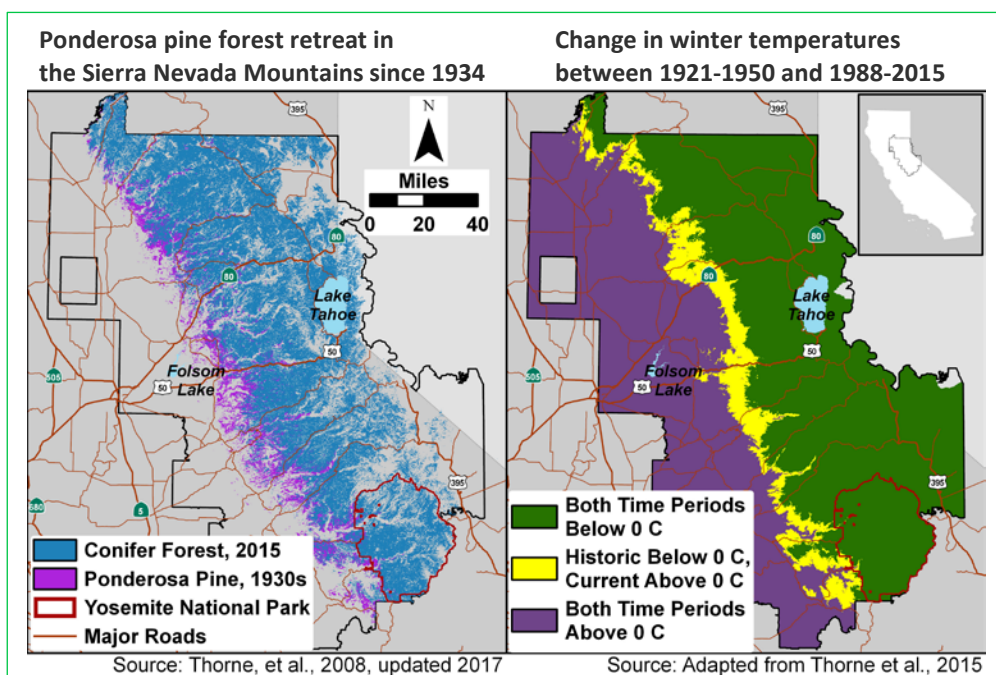 Ponderosa pine forest retreat in
the Sierra Nevada Mountains since 1934
395
N
Miles
0 20 40
80
80
Lake
Tahoe
50
Folsom
Lake
50
505
395
680
5
Conifer Forest, 2015
Ponderosa Pine, 1930s
Yosemite National Park
Major Roads
Source: Thorne, et al., 2008, updated 2017
Change in winter temperatures
between 1921-1950 and 1988-2015
395
80
80
Lake
Tahoe
50
Folsom
Lake
50
505
395
Both Time Periods
Below 0 C
Historic Below 0 C,
Current Above 0 C
Both Time Periods
Above 0 C
Source: Adapted from Thorne et al., 2015